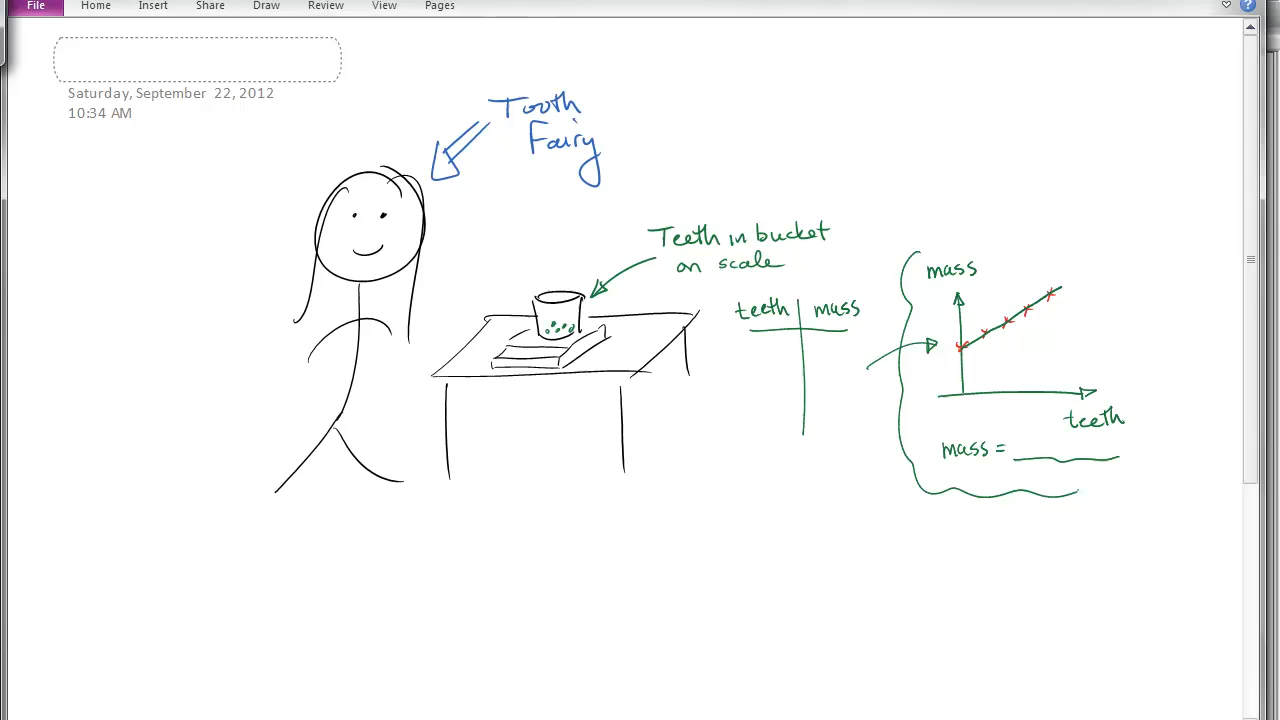 File Home Insert Share Draw Review View Pages
Saturday, September 22, 2012
10:34 AM
Tooth
Fairy
Teeth in bucket
on scale
teeth mass
mass
teeth
mass =